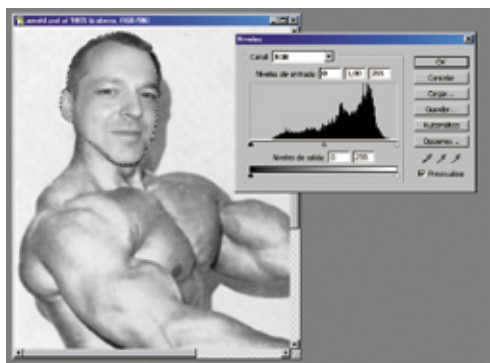 Niveles
Canal: RGB
OK
Niveles de entrada: 0 1,00 255
Cancelar
Cargar...
Guardar...
Automático
Opciones...
Niveles de salida: 0 255
Previsualizar